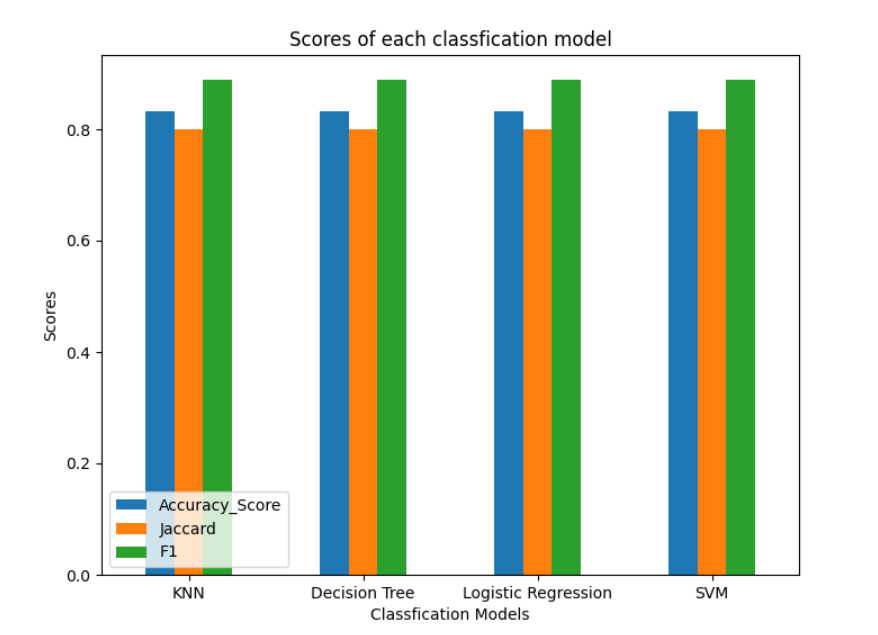 Scores of each classfication model
Scores
0.8
0.6
0.4
0.2
0.0
Accuracy_Score
Jaccard
F1
KNN Decision Tree Logistic Regression SVM
Classfication Models